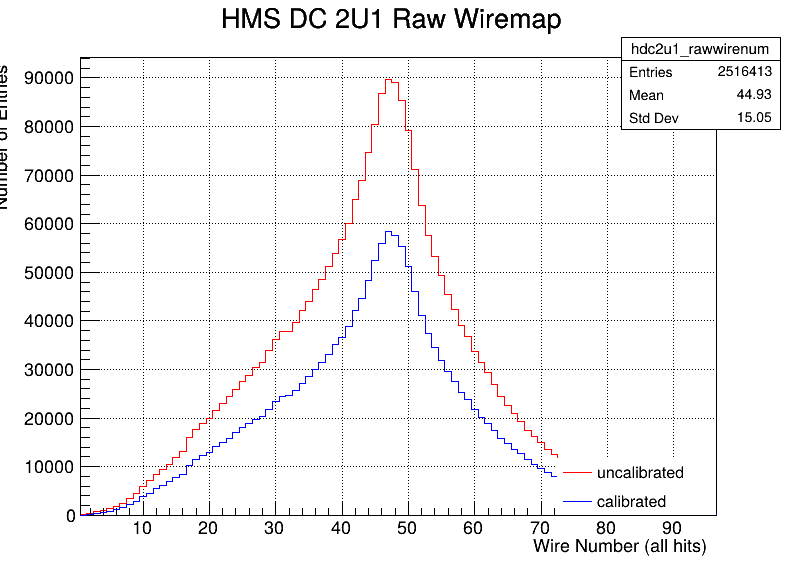 HMS DC 2U1 Raw Wiremap
hdc2u1_rawwirenum
Entries 2516413
Mean 44.93
Std Dev 15.05
Number of Entries
90000
80000
70000
60000
50000
40000
30000
20000
10000
0
uncalibrated
calibrated
10 20 30 40 50 60 70 80 90
Wire Number (all hits)